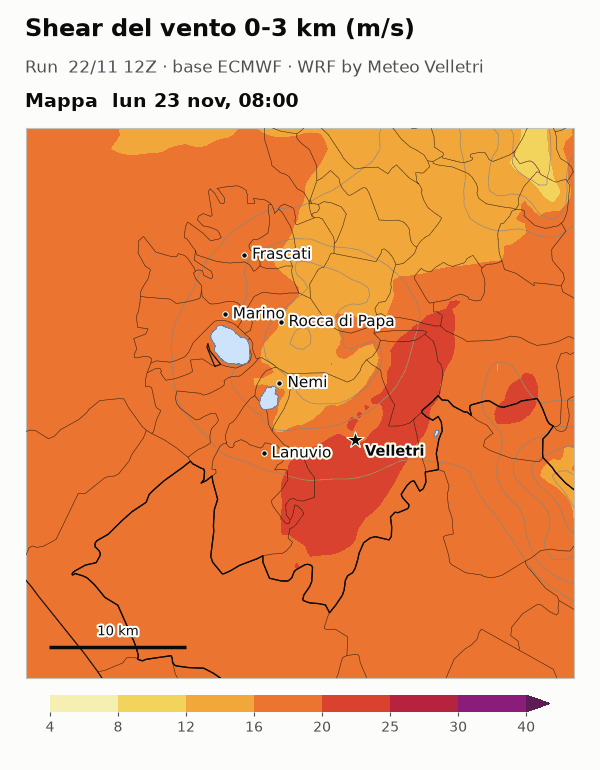 Shear del vento 0-3 km (m/s)
Run  22/11 12Z · base ECMWF · WRF by Meteo Velletri
Mappa  lun 23 nov, 08:00
Frascati
Marino
Rocca di Papa
Nemi
Velletri
Lanuvio
10 km
4 8 12 16 20 25 30 40